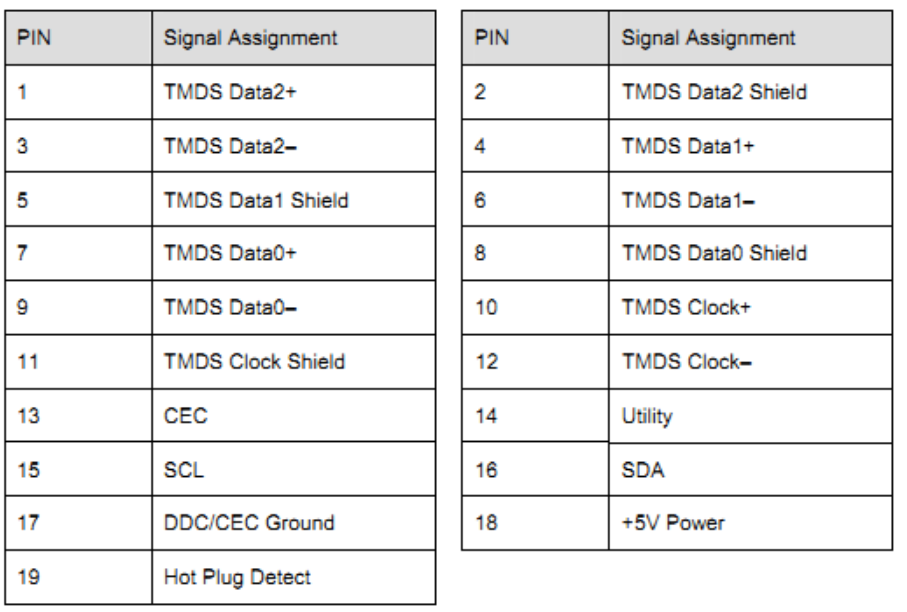 PIN Signal Assignment
1 TMDS Data2+
3 TMDS Data2–
5 TMDS Data1 Shield
7 TMDS Data0+
9 TMDS Data0–
11 TMDS Clock Shield
13 CEC
15 SCL
17 DDC/CEC Ground
19 Hot Plug Detect
PIN Signal Assignment
2 TMDS Data2 Shield
4 TMDS Data1+
6 TMDS Data1–
8 TMDS Data0 Shield
10 TMDS Clock+
12 TMDS Clock–
14 Utility
16 SDA
18 +5V Power